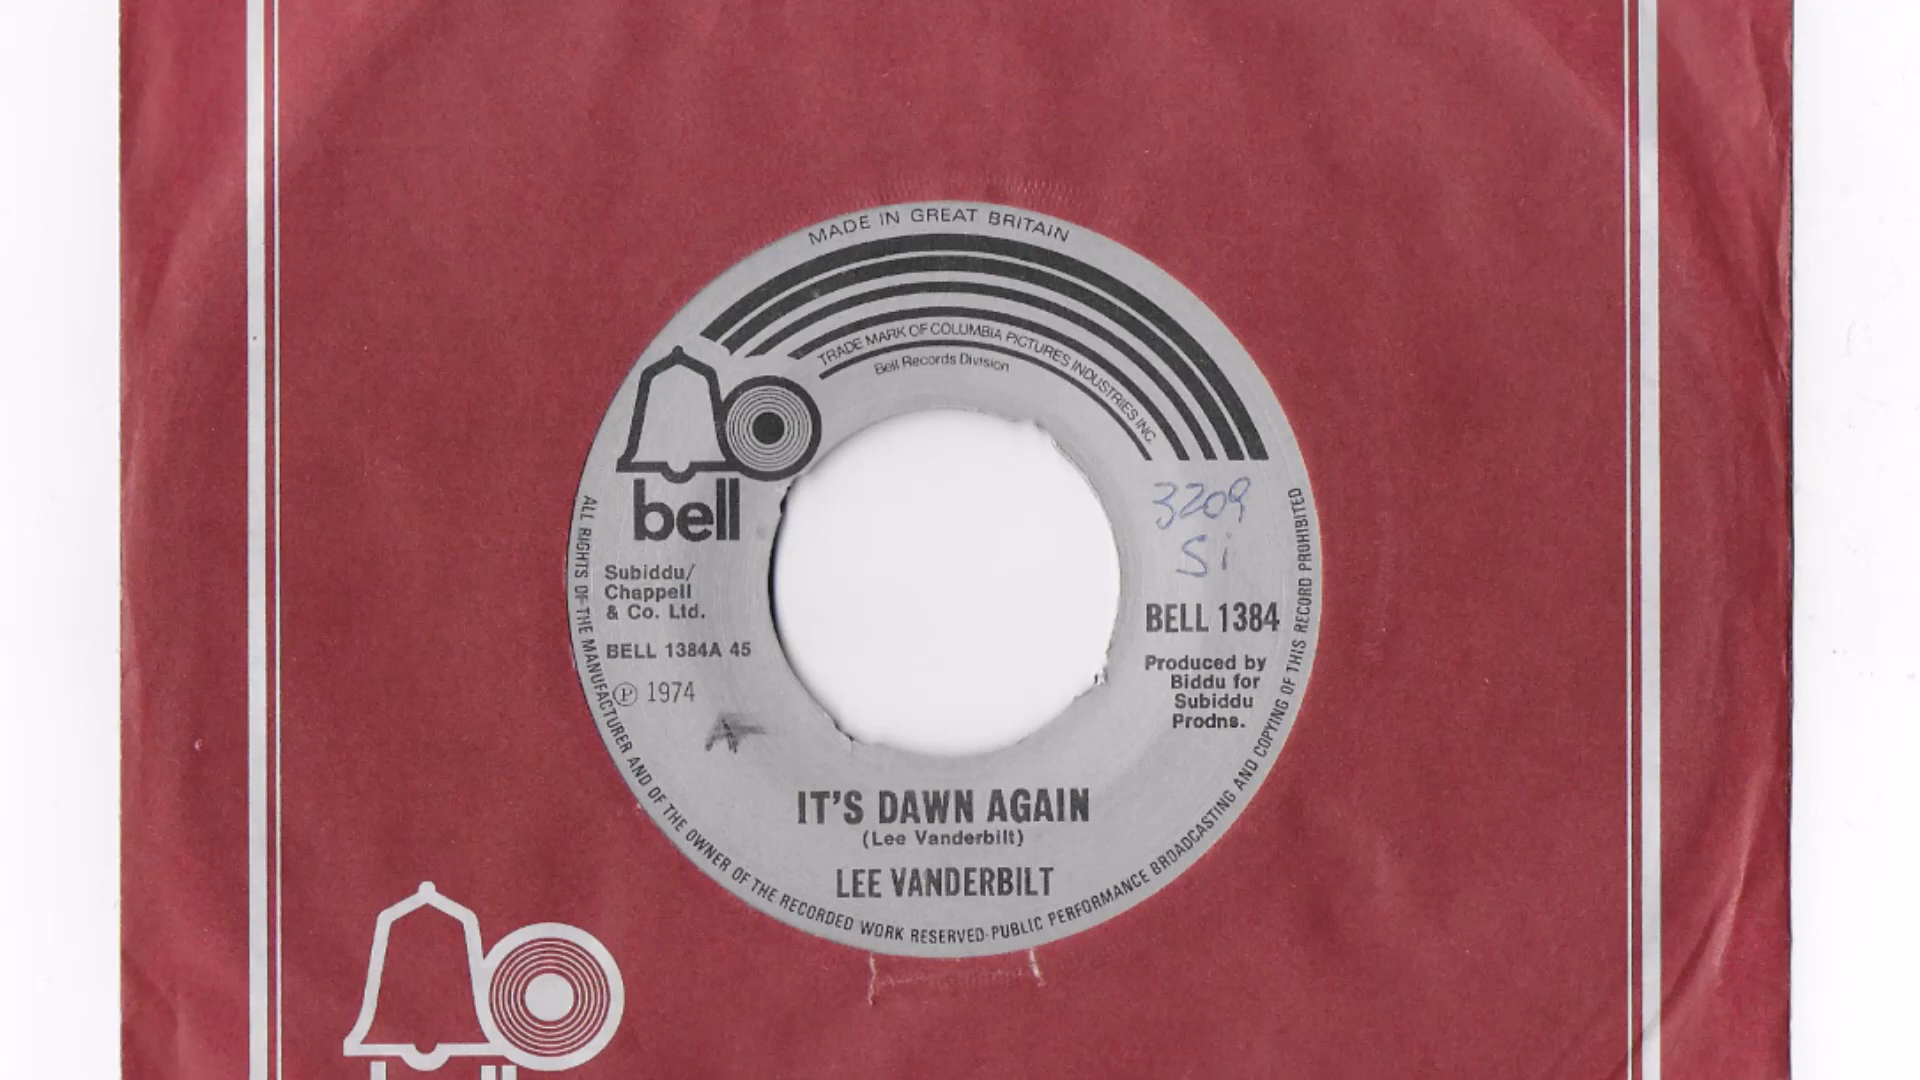 MADE IN GREAT BRITAIN
TRADE MARK OF COLUMBIA PICTURES INDUSTRIES INC.
Bell Records Division
bell
3209
Si
Subiddu/
Chappell
& Co. Ltd.
BELL 1384A 45
Ⓟ 1974
BELL 1384
Produced by
Biddu for
Subiddu
Prodns.
A
IT'S DAWN AGAIN
(Lee Vanderbilt)
LEE VANDERBILT
ALL RIGHTS OF THE MANUFACTURER AND OF THE OWNER OF THE RECORDED WORK RESERVED·PUBLIC PERFORMANCE BROADCASTING AND COPYING OF THIS RECORD PROHIBITED